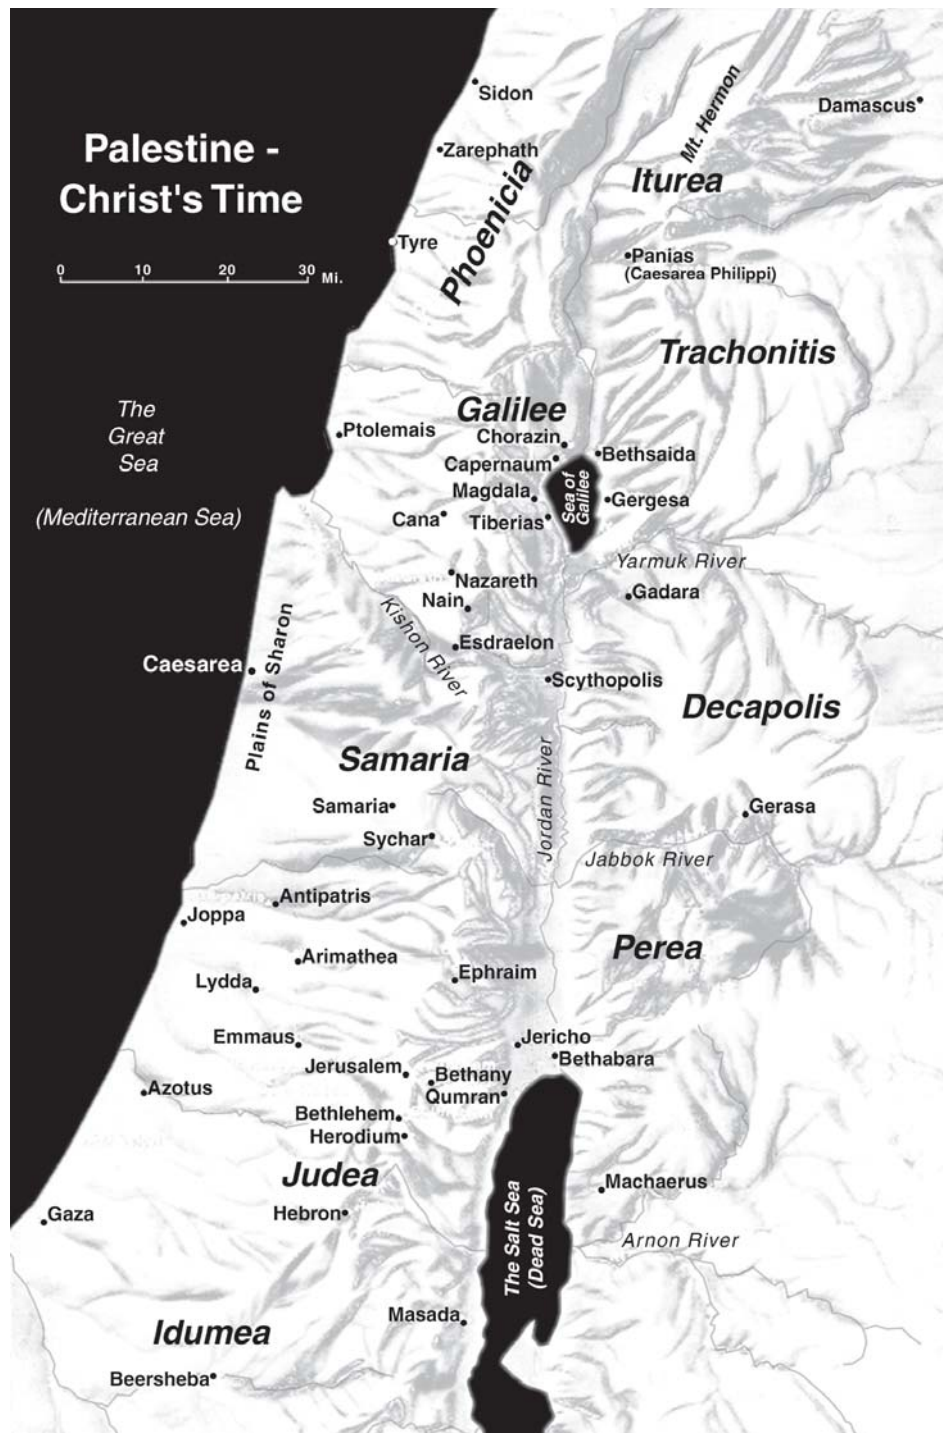 Sidon
Damascus
Mt. Hermon
Palestine -
Christ's Time
Zarephath
Iturea
Phoenicia
Tyre
Panias
(Caesarea Philippi)
0 10 20 30 Mi.
Trachonitis
The
Great
Sea
(Mediterranean Sea)
Galilee
Ptolemais
Chorazin
Bethsaida
Capernaum
Magdala
Sea of
Galilee
Gergesa
Cana
Tiberias
Yarmuk River
Nazareth
Gadara
Nain
Kishon River
Esdraelon
Caesarea
Plains of Sharon
Scythopolis
Decapolis
Samaria
Jordan River
Samaria
Gerasa
Sychar
Jabbok River
Antipatris
Joppa
Perea
Arimathea
Ephraim
Lydda
Emmaus
Jericho
Bethabara
Jerusalem
Bethany
Azotus
Qumran
Bethlehem
Herodium
Judea
Machaerus
Gaza
Hebron
The Salt Sea
(Dead Sea)
Arnon River
Masada
Idumea
Beersheba